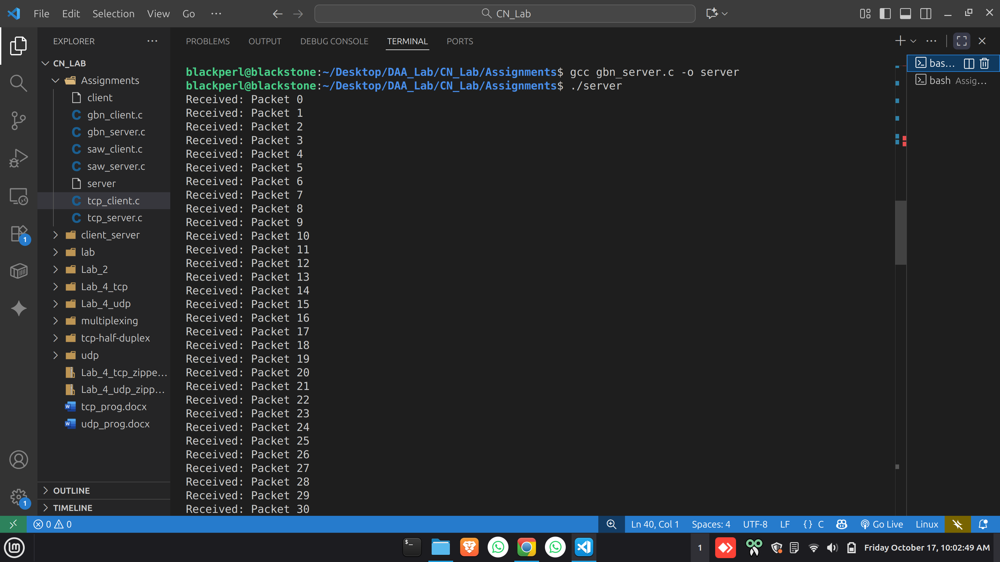 File Edit Selection View Go ··· CN_Lab
EXPLORER ···
CN_LAB
Assignments
client
gbn_client.c
gbn_server.c
saw_client.c
saw_server.c
server
tcp_client.c
tcp_server.c
client_server
lab
Lab_2
Lab_4_tcp
Lab_4_udp
multiplexing
tcp-half-duplex
udp
Lab_4_tcp_zippe...
Lab_4_udp_zipp...
tcp_prog.docx
udp_prog.docx
OUTLINE
TIMELINE
1
1
PROBLEMS OUTPUT DEBUG CONSOLE TERMINAL PORTS
blackperl@blackstone:~/Desktop/DAA_Lab/CN_Lab/Assignments$ gcc gbn_server.c -o server
blackperl@blackstone:~/Desktop/DAA_Lab/CN_Lab/Assignments$ ./server
Received: Packet 0
Received: Packet 1
Received: Packet 2
Received: Packet 3
Received: Packet 4
Received: Packet 5
Received: Packet 6
Received: Packet 7
Received: Packet 8
Received: Packet 9
Received: Packet 10
Received: Packet 11
Received: Packet 12
Received: Packet 13
Received: Packet 14
Received: Packet 15
Received: Packet 16
Received: Packet 17
Received: Packet 18
Received: Packet 19
Received: Packet 20
Received: Packet 21
Received: Packet 22
Received: Packet 23
Received: Packet 24
Received: Packet 25
Received: Packet 26
Received: Packet 27
Received: Packet 28
Received: Packet 29
Received: Packet 30
bas...
bash Assig...
0 0 Ln 40, Col 1 Spaces: 4 UTF-8 LF {} C Go Live Linux
$_ 1 Friday October 17, 10:02:49 AM